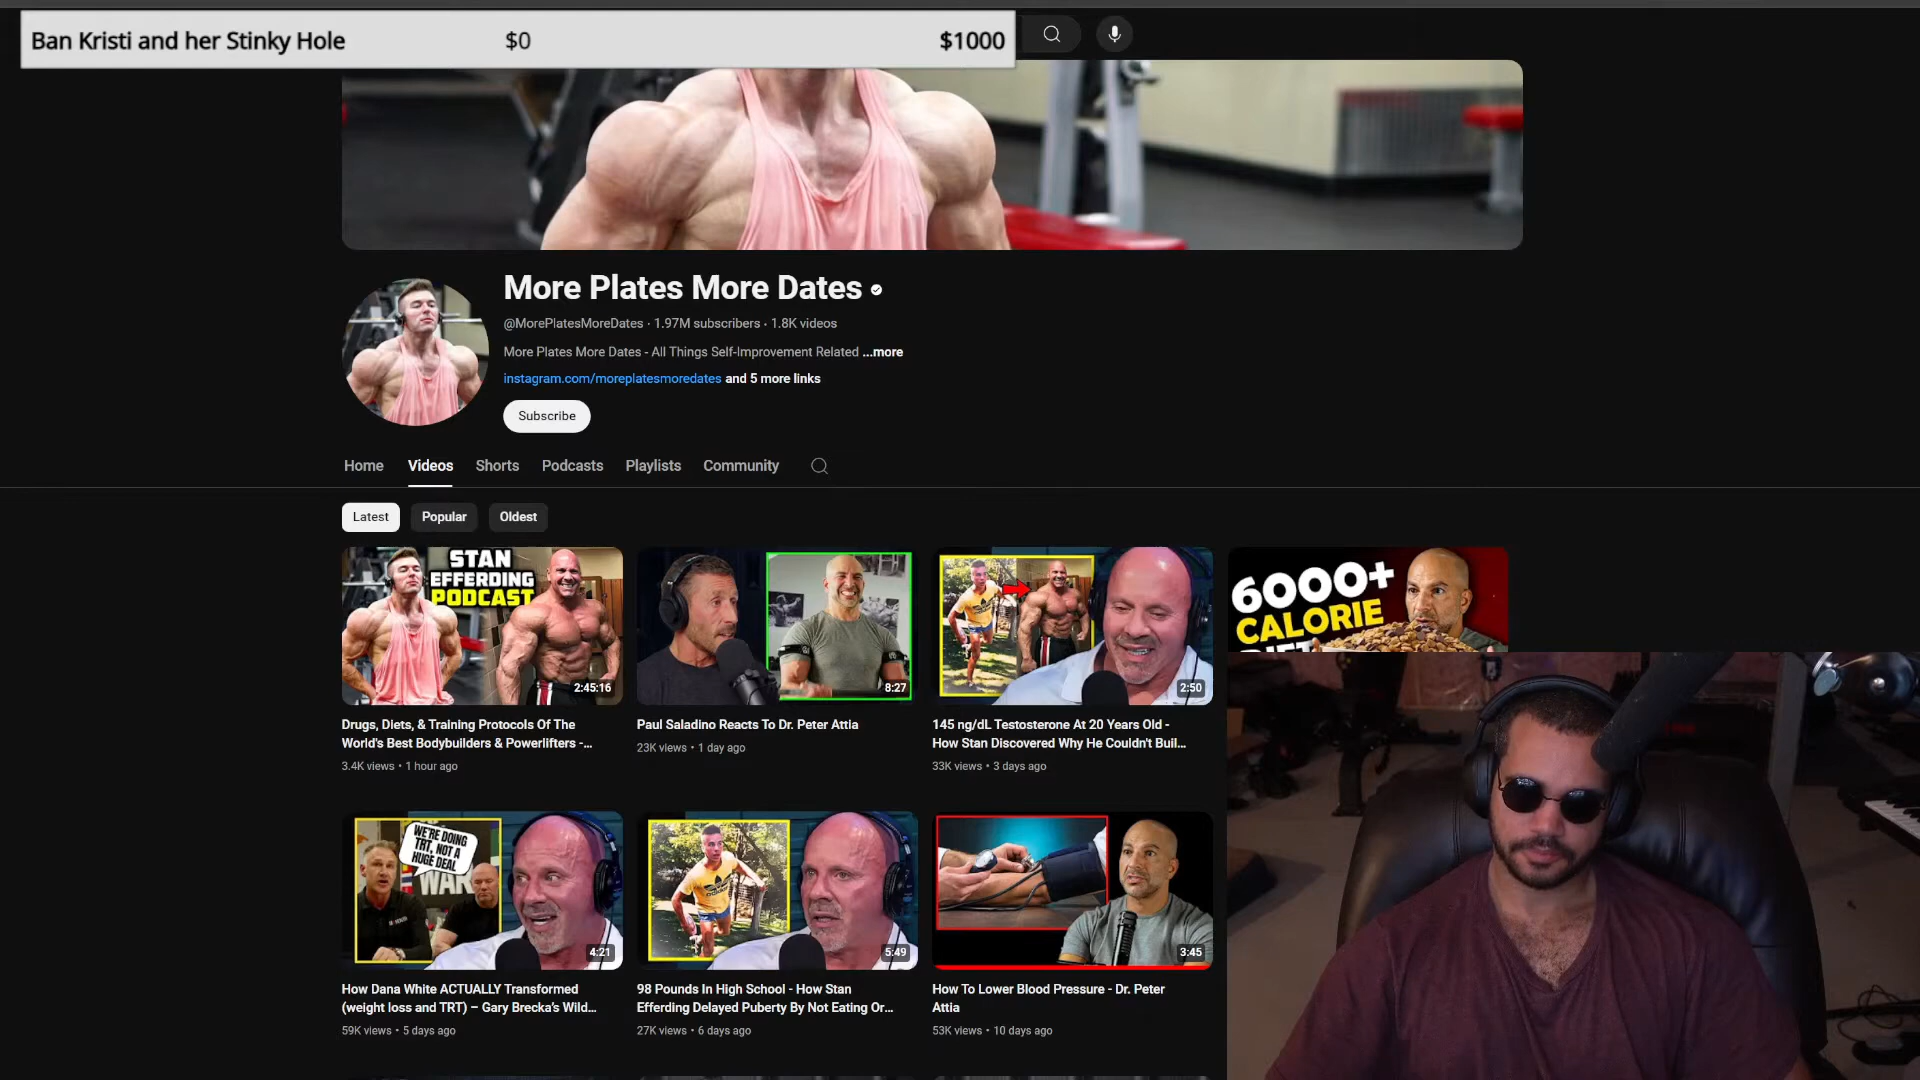 Ban Kristi and her Stinky Hole $0 $1000
More Plates More Dates
@MorePlatesMoreDates · 1.97M subscribers · 1.8K videos
More Plates More Dates - All Things Self-Improvement Related ...more
instagram.com/moreplatesmoredates and 5 more links
Subscribe
Home Videos Shorts Podcasts Playlists Community
Latest Popular Oldest
STAN
EFFERDING
PODCAST
2:45:16
8:27
2:50
6000+
CALORIE
Drugs, Diets, & Training Protocols Of The
World's Best Bodybuilders & Powerlifters -...
3.4K views • 1 hour ago
Paul Saladino Reacts To Dr. Peter Attia
23K views • 1 day ago
145 ng/dL Testosterone At 20 Years Old -
How Stan Discovered Why He Couldn't Buil...
33K views • 3 days ago
WE'RE DOING
TRT, NOT A
HUGE DEAL
WAR
4:21
5:49
3:45
How Dana White ACTUALLY Transformed
(weight loss and TRT) – Gary Brecka's Wild...
59K views • 5 days ago
98 Pounds In High School - How Stan
Efferding Delayed Puberty By Not Eating Or...
27K views • 6 days ago
How To Lower Blood Pressure - Dr. Peter
Attia
53K views • 10 days ago